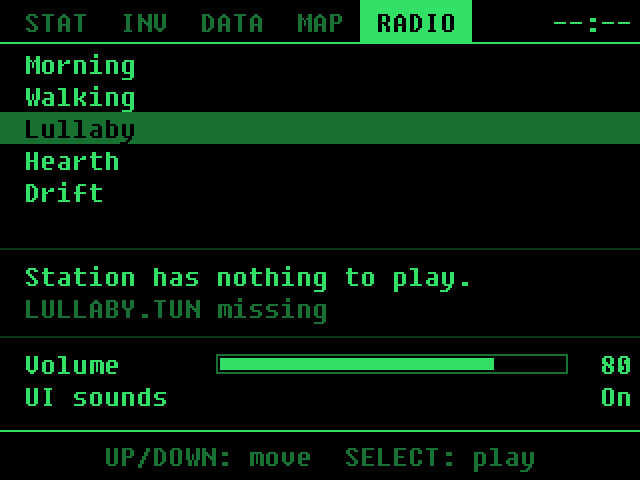 STAT INV DATA MAP RADIO --:--
Morning
Walking
Lullaby
Hearth
Drift
Station has nothing to play.
LULLABY.TUN missing
Volume 80
UI sounds On
UP/DOWN: move SELECT: play